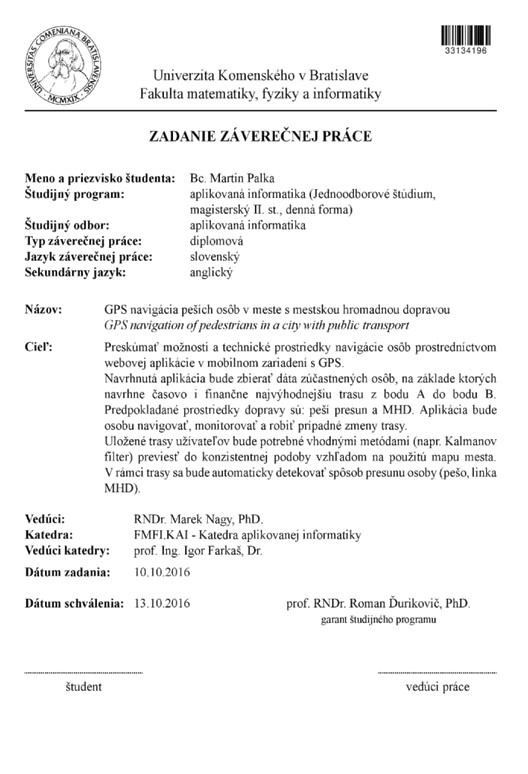 UNIVERSITAS COMENIANA BRATISLAVENSIS
MCMXIX
33134196
Univerzita Komenského v Bratislave
Fakulta matematiky, fyziky a informatiky
ZADANIE ZÁVEREČNEJ PRÁCE
Meno a priezvisko študenta: Bc. Martin Palka
Študijný program: aplikovaná informatika (Jednoodborové štúdium,
magisterský II. st., denná forma)
Študijný odbor: aplikovaná informatika
Typ záverečnej práce: diplomová
Jazyk záverečnej práce: slovenský
Sekundárny jazyk: anglický
Názov: GPS navigácia peších osôb v meste s mestskou hromadnou dopravou
GPS navigation of pedestrians in a city with public transport
Cieľ: Preskúmať možnosti a technické prostriedky navigácie osôb prostredníctvom
webovej aplikácie v mobilnom zariadení s GPS.
Navrhnutá aplikácia bude zbierať dáta zúčastnených osôb, na základe ktorých
navrhne časovo i finančne najvýhodnejšiu trasu z bodu A do bodu B.
Predpokladané prostriedky dopravy sú: peší presun a MHD. Aplikácia bude
osobu navigovať, monitorovať a robiť prípadné zmeny trasy.
Uložené trasy užívateľov bude potrebné vhodnými metódami (napr. Kalmanov
filter) previesť do konzistentnej podoby vzhľadom na použitú mapu mesta.
V rámci trasy sa bude automaticky detekovať spôsob presunu osoby (pešo, linka
MHD).
Vedúci: RNDr. Marek Nagy, PhD.
Katedra: FMFI.KAI - Katedra aplikovanej informatiky
Vedúci katedry: prof. Ing. Igor Farkaš, Dr.
Dátum zadania: 10.10.2016
Dátum schválenia: 13.10.2016 prof. RNDr. Roman Ďurikovič, PhD.
garant študijného programu
študent vedúci práce